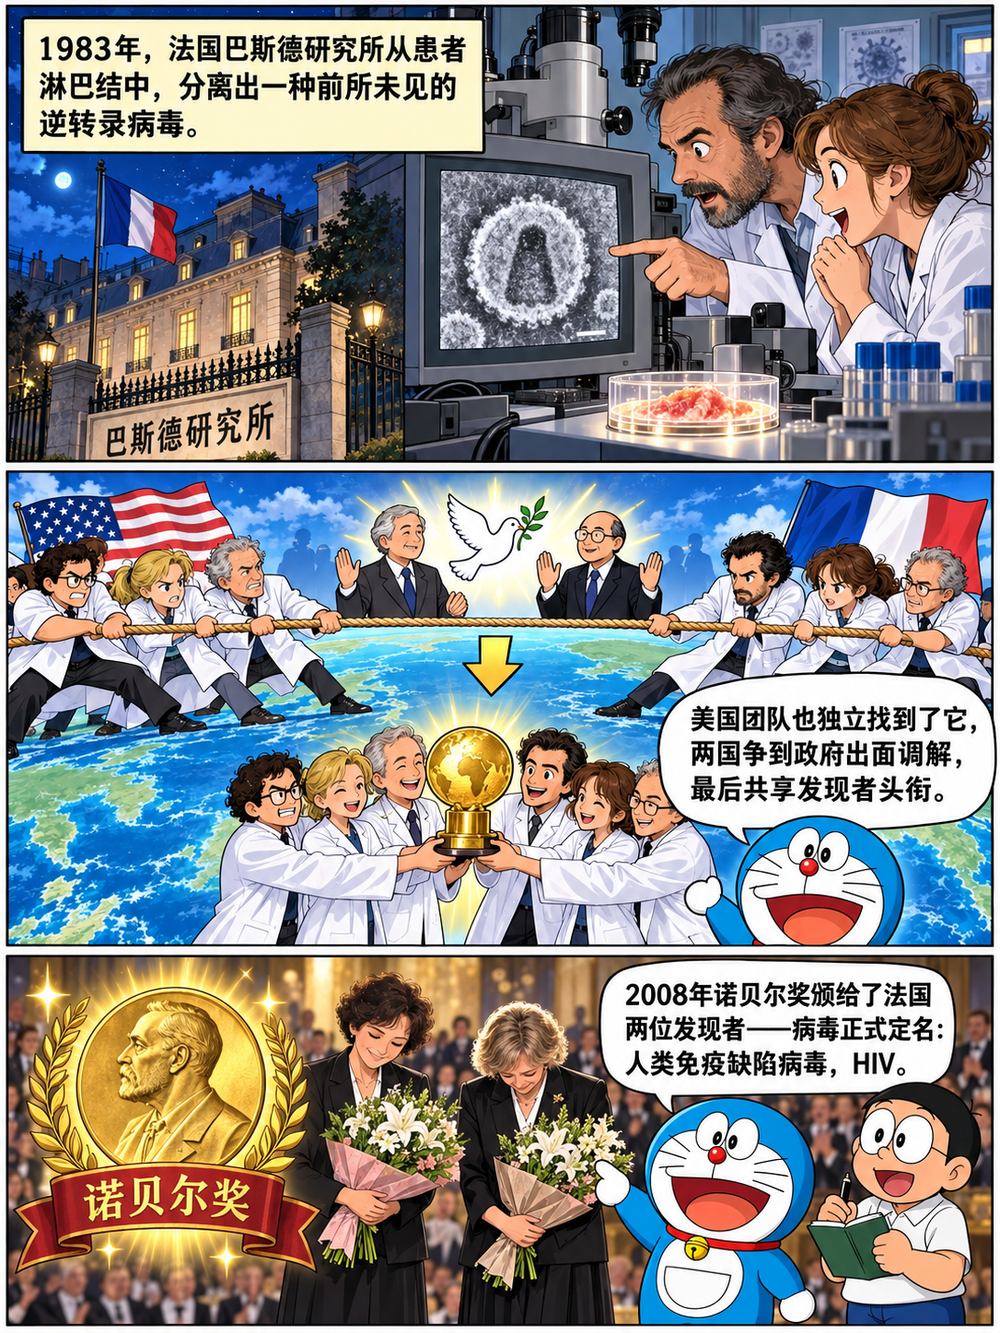 1983年，法国巴斯德研究所从患者
淋巴结中，分离出一种前所未见的
逆转录病毒。
巴斯德研究所
美国团队也独立找到了它，
两国争到政府出面调解，
最后共享发现者头衔。
2008年诺贝尔奖颁给了法国
两位发现者——病毒正式定名：
人类免疫缺陷病毒，HIV。
诺贝尔奖